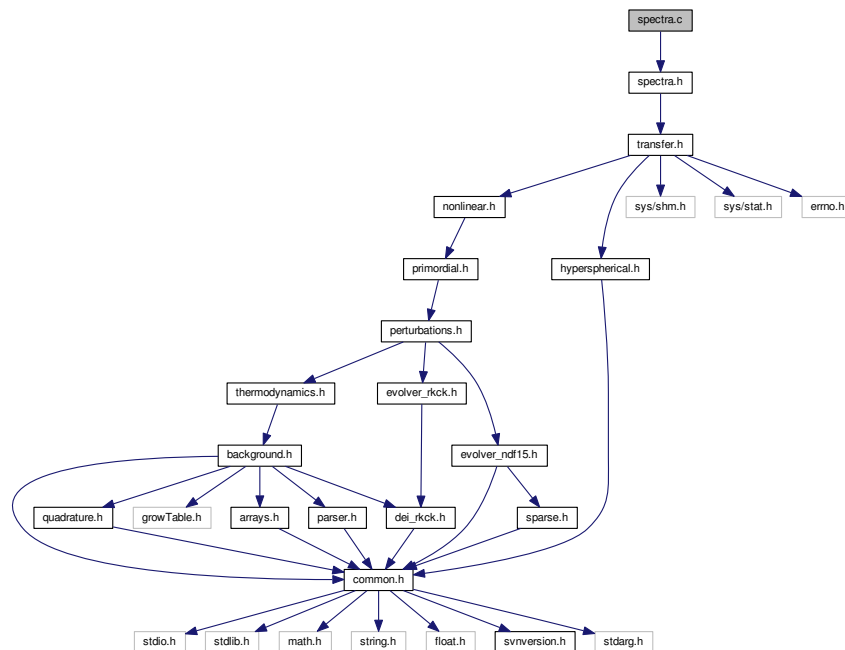 spectra.c
spectra.h
transfer.h
nonlinear.h
sys/shm.h
sys/stat.h
errno.h
primordial.h
hyperspherical.h
perturbations.h
thermodynamics.h
evolver_rkck.h
background.h
evolver_ndf15.h
quadrature.h
growTable.h
arrays.h
parser.h
dei_rkck.h
sparse.h
common.h
stdio.h
stdlib.h
math.h
string.h
float.h
svnversion.h
stdarg.h